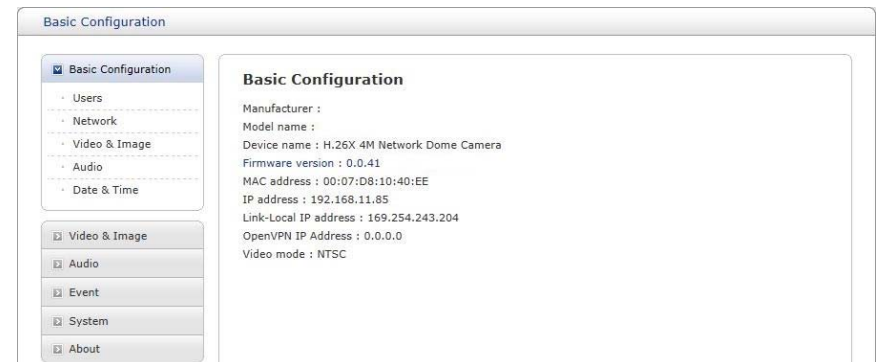 Basic Configuration
Basic Configuration
· Users
· Network
· Video & Image
· Audio
· Date & Time
Video & Image
Audio
Event
System
About
Basic Configuration
Manufacturer :
Model name :
Device name : H.26X 4M Network Dome Camera
Firmware version : 0.0.41
MAC address : 00:07:D8:10:40:EE
IP address : 192.168.11.85
Link-Local IP address : 169.254.243.204
OpenVPN IP Address : 0.0.0.0
Video mode : NTSC